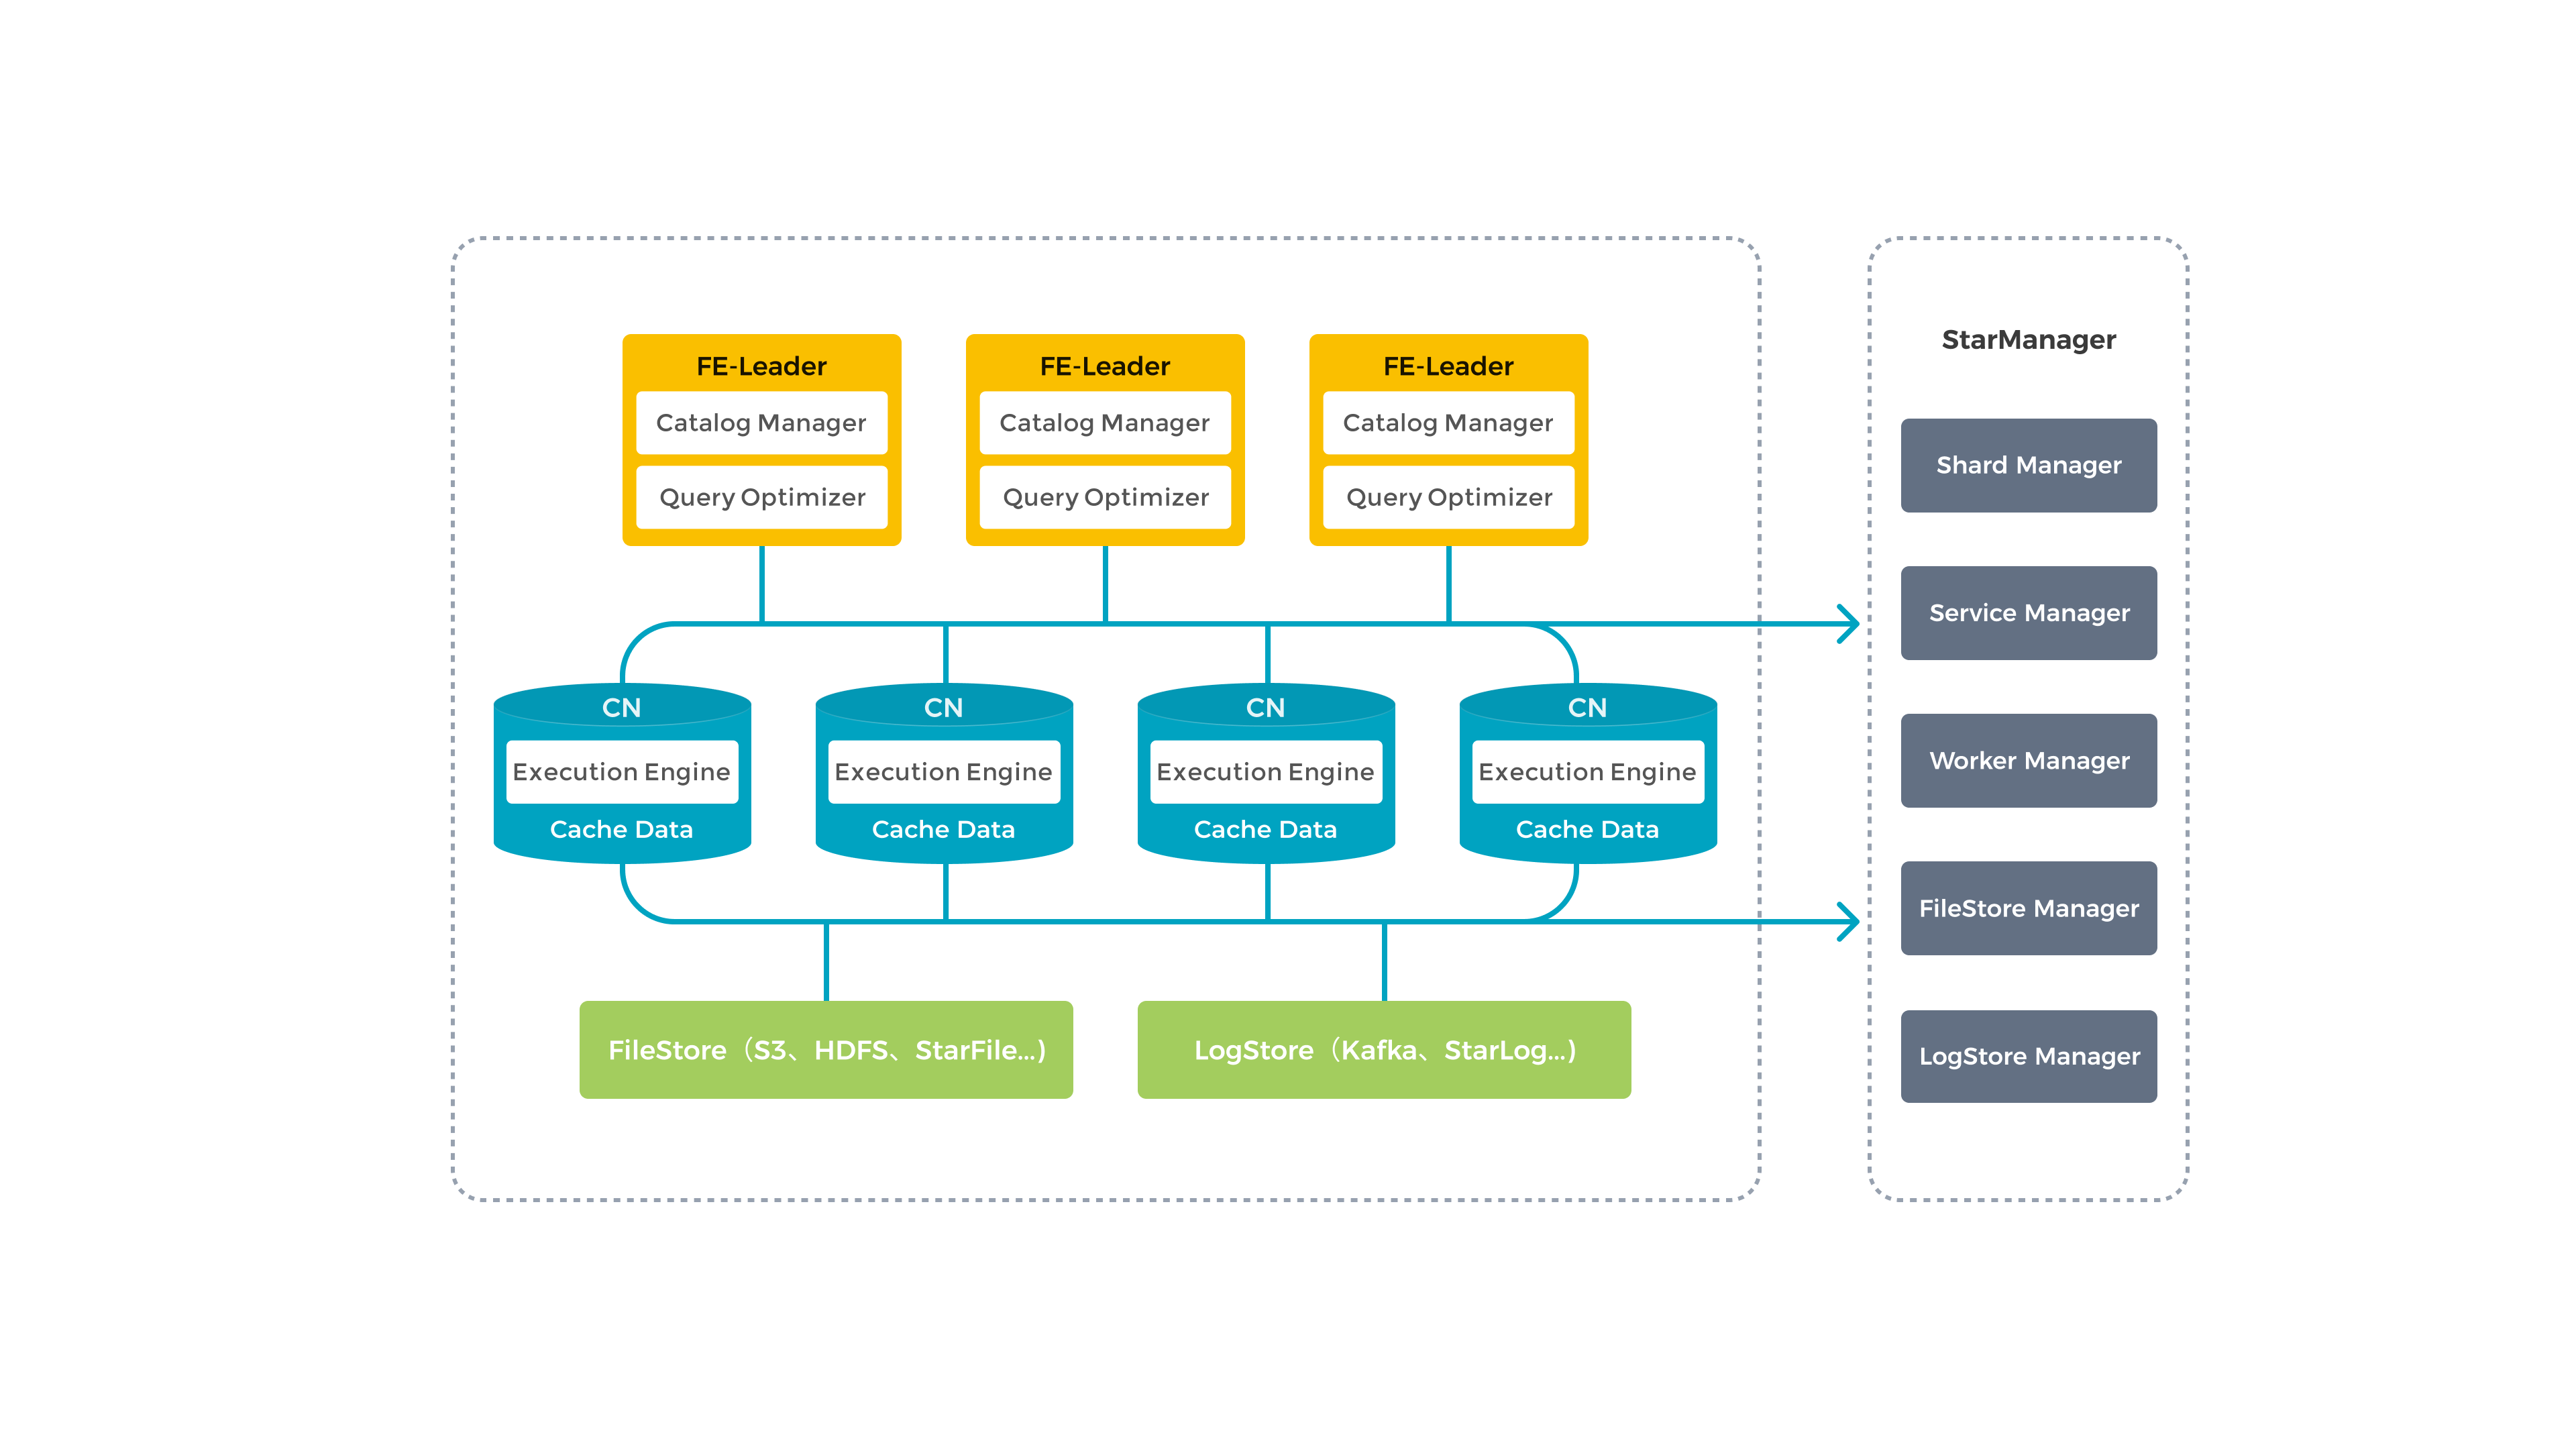 FE-Leader
Catalog Manager
Query Optimizer
FE-Leader
Catalog Manager
Query Optimizer
FE-Leader
Catalog Manager
Query Optimizer
CN
Execution Engine
Cache Data
CN
Execution Engine
Cache Data
CN
Execution Engine
Cache Data
CN
Execution Engine
Cache Data
FileStore（S3、HDFS、StarFile...)
LogStore（Kafka、StarLog...)
StarManager
Shard Manager
Service Manager
Worker Manager
FileStore Manager
LogStore Manager